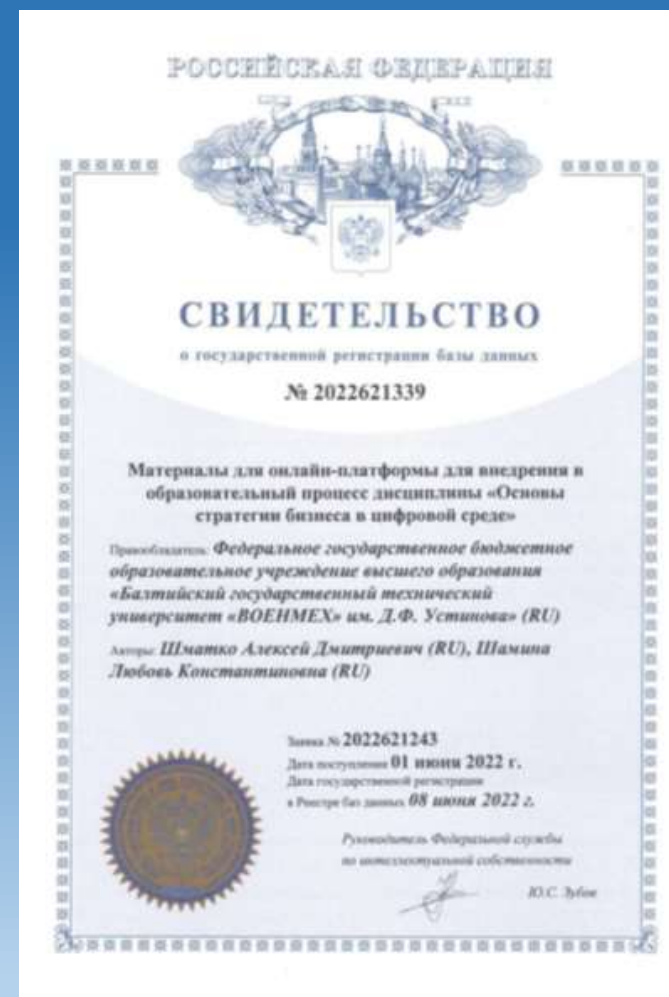 РОССИЙСКАЯ ФЕДЕРАЦИЯ
СВИДЕТЕЛЬСТВО
о государственной регистрации базы данных
№ 2022621339
Материалы для онлайн-платформы для внедрения в
образовательный процесс дисциплины «Основы
стратегии бизнеса в цифровой среде»
Правообладатель: Федеральное государственное бюджетное
образовательное учреждение высшего образования
«Балтийский государственный технический
университет «ВОЕНМЕХ» им. Д.Ф. Устинова» (RU)
Авторы: Шматко Алексей Дмитриевич (RU), Шамина
Любовь Константиновна (RU)
Заявка № 2022621243
Дата поступления 01 июня 2022 г.
Дата государственной регистрации
в Реестре баз данных 08 июня 2022 г.
Руководитель Федеральной службы
по интеллектуальной собственности
Ю.С. Зубов